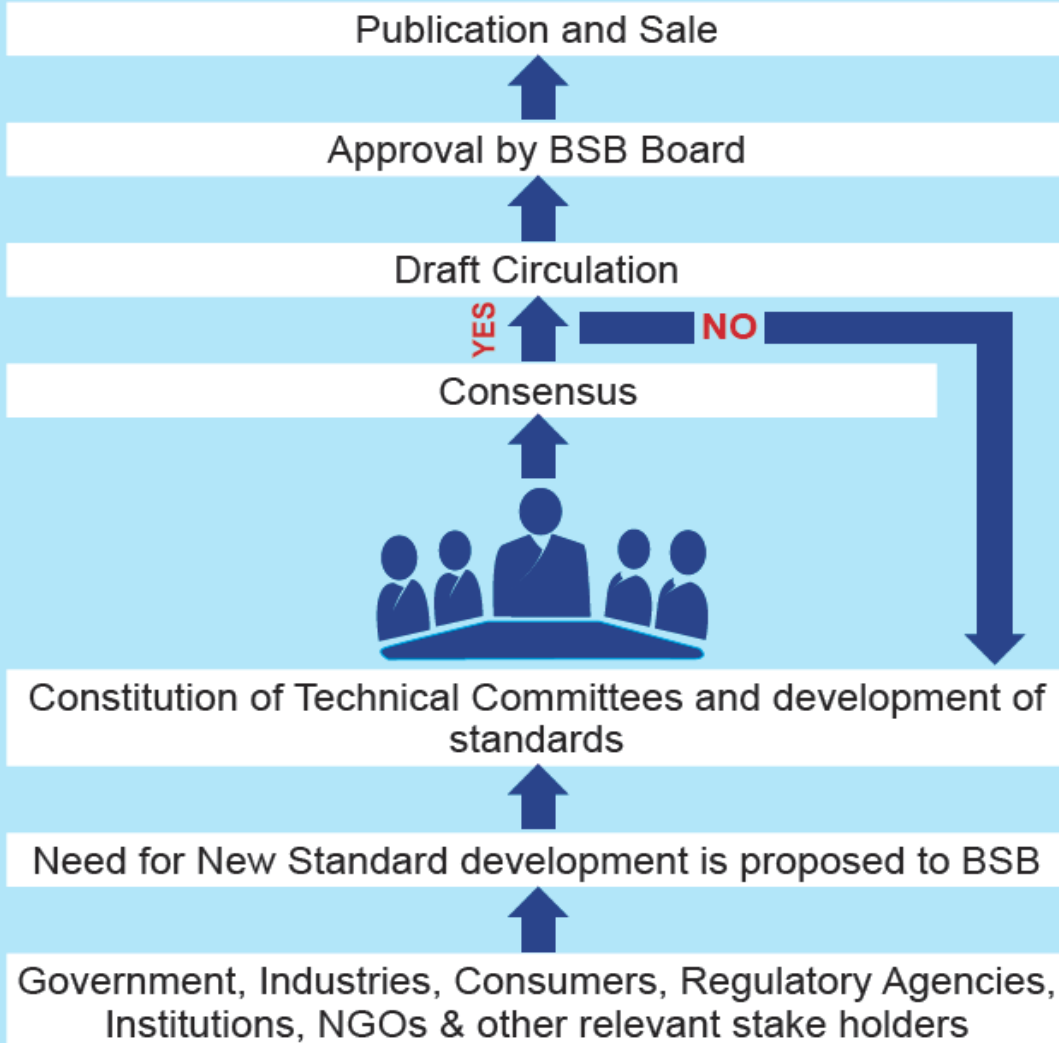 Publication and Sale
Approval by BSB Board
Draft Circulation
YES
NO
Consensus
Constitution of Technical Committees and development of
standards
Need for New Standard development is proposed to BSB
Government, Industries, Consumers, Regulatory Agencies,
Institutions, NGOs & other relevant stake holders